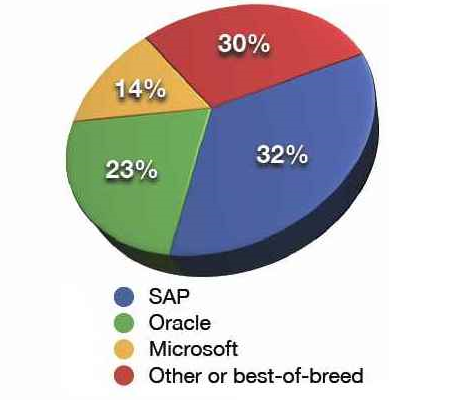 30%
14%
32%
23%
SAP
Oracle
Microsoft
Other or best-of-breed